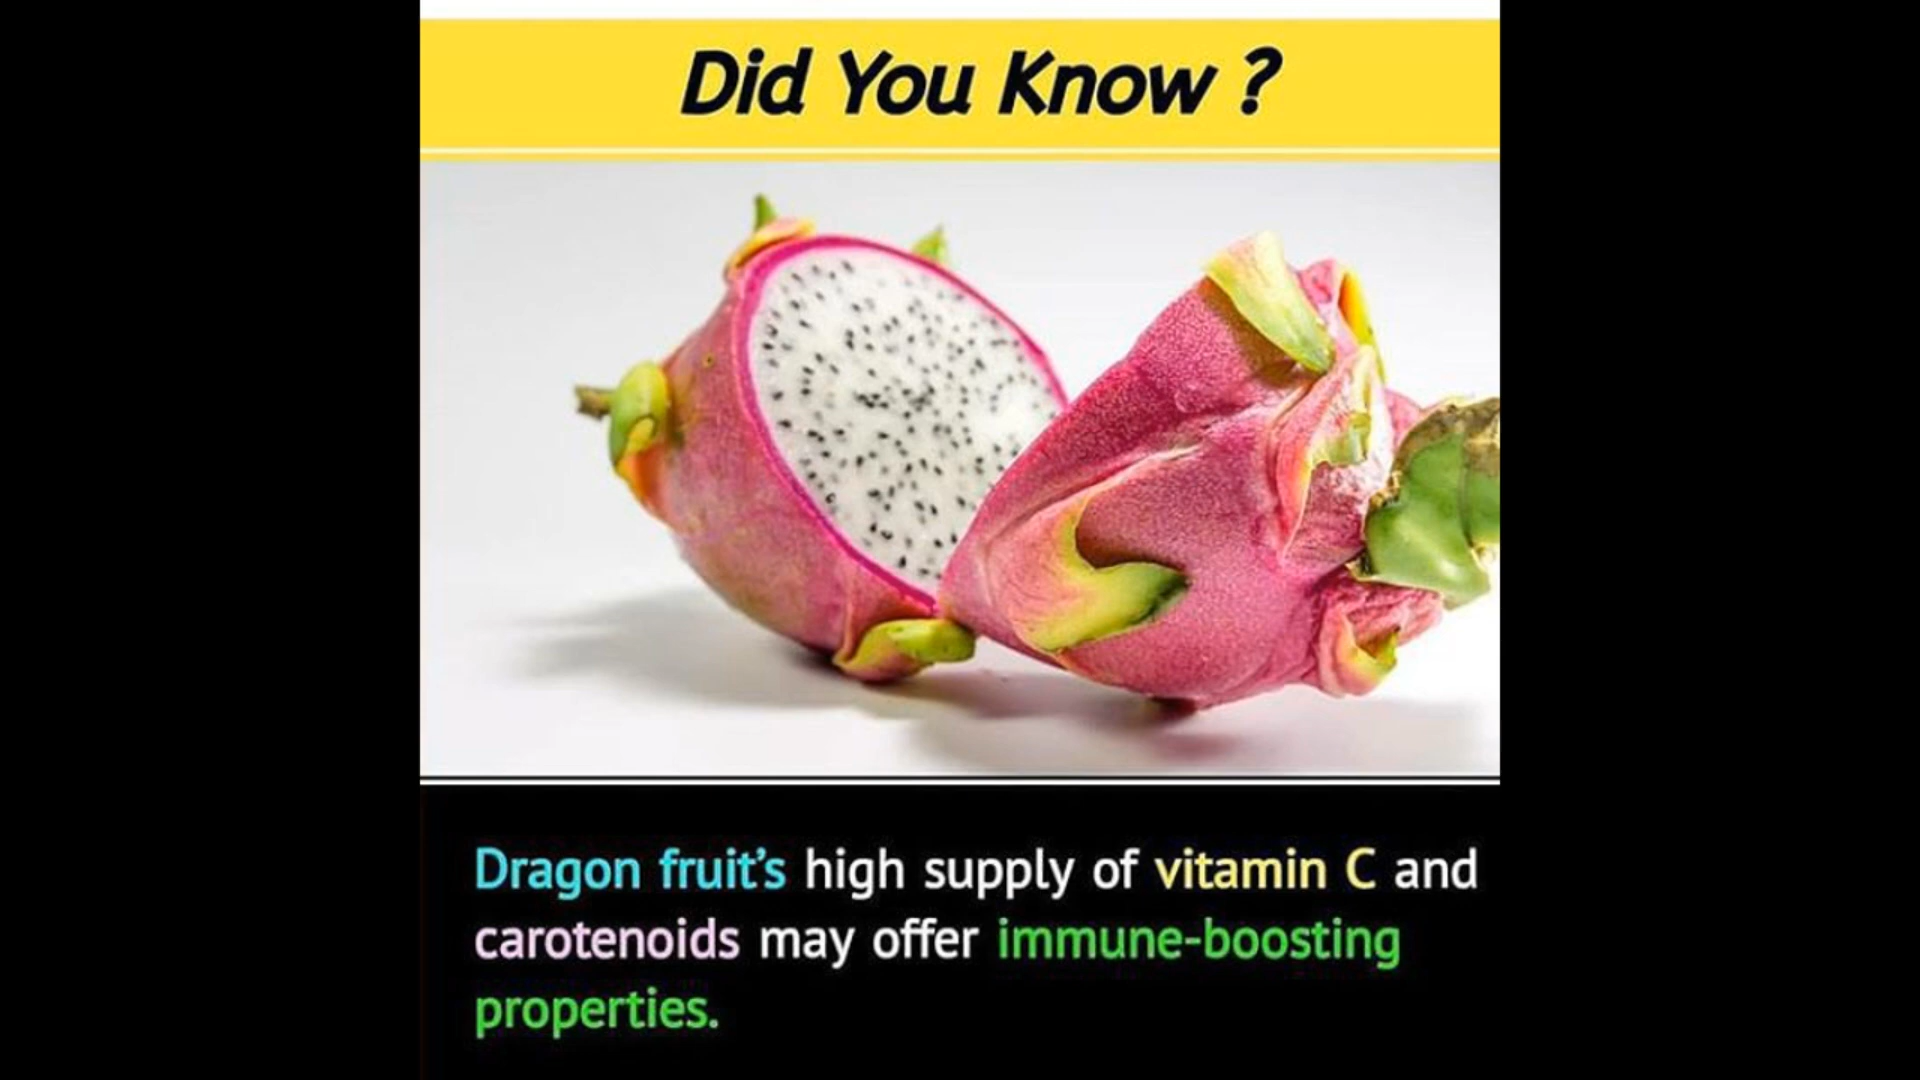 Did You Know ?
Dragon fruit’s high supply of vitamin C and
carotenoids may offer immune-boosting
properties.